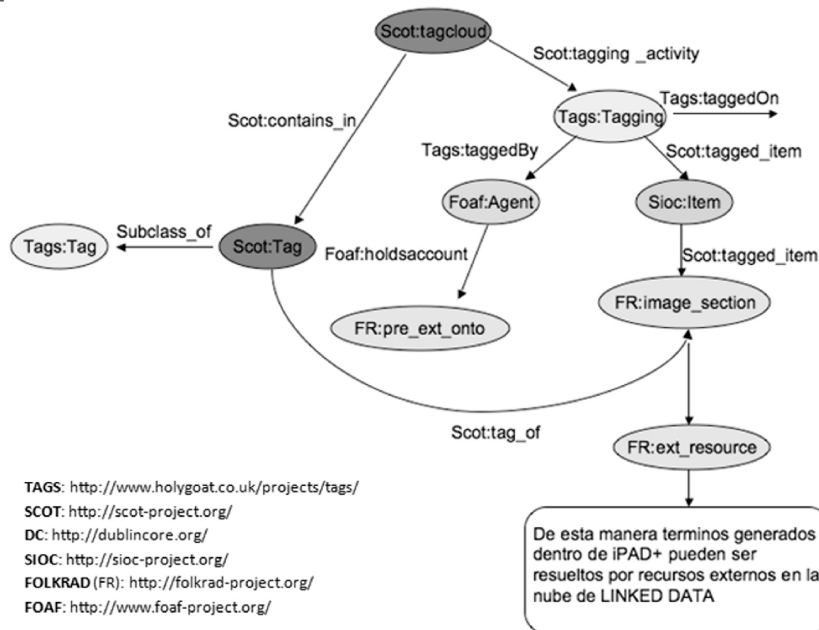 Scot:tagcloud
Scot:tagging _activity
Tags:taggedOn
Tags:Tagging
Scot:contains_in
Tags:taggedBy
Scot:tagged_item
Foaf:Agent
Sioc:Item
Subclass_of
Tags:Tag
Scot:Tag
Foaf:holdsaccount
Scot:tagged_item
FR:image_section
FR:pre_ext_onto
Scot:tag_of
FR:ext_resource
TAGS: http://www.holygoat.co.uk/projects/tags/
SCOT: http://scot-project.org/
DC: http://dublincore.org/
SIOC: http://sioc-project.org/
FOLKRAD (FR): http://folkrad-project.org/
FOAF: http://www.foaf-project.org/
De esta manera terminos generados
dentro de iPAD+ pueden ser
resueltos por recursos externos en la
nube de LINKED DATA